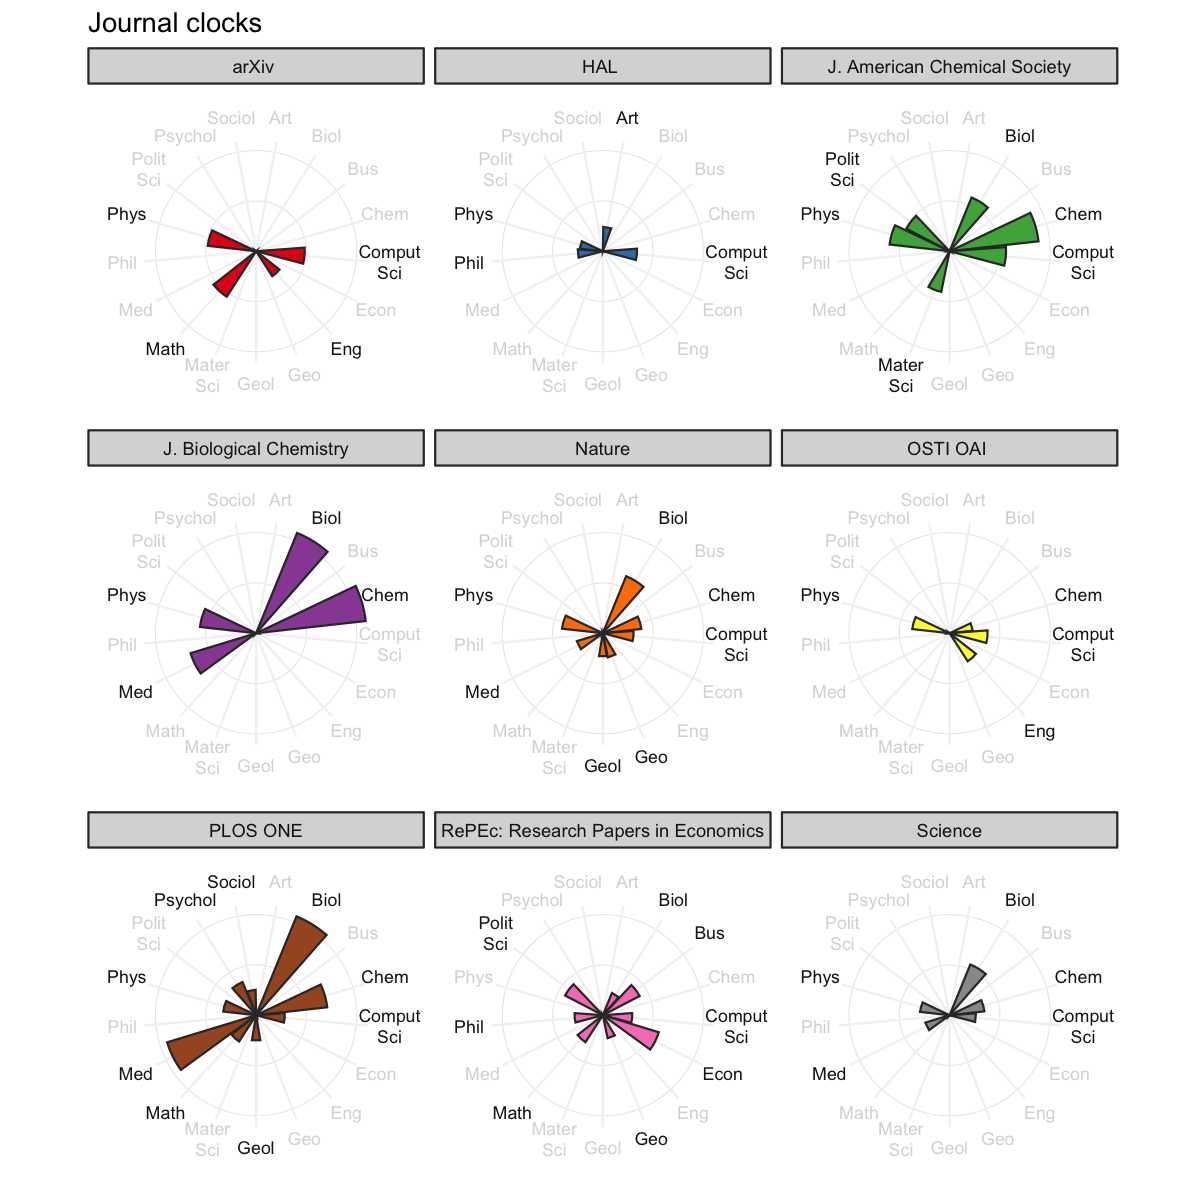 Journal clocks
arXiv
Sociol Art
Psychol Biol
Polit
Sci
Bus
Phys Chem
Phil
Comput
Sci
Med Econ
Math Eng
Mater
Sci
Geol Geo
HAL
Sociol Art
Psychol Biol
Polit
Sci
Bus
Phys Chem
Phil
Comput
Sci
Med Econ
Math Eng
Mater
Sci
Geol Geo
J. American Chemical Society
Sociol Art
Psychol Biol
Polit
Sci
Bus
Phys Chem
Phil
Comput
Sci
Med Econ
Math Eng
Mater
Sci
Geol Geo
J. Biological Chemistry
Sociol Art
Psychol Biol
Polit
Sci
Bus
Phys Chem
Phil
Comput
Sci
Med Econ
Math Eng
Mater
Sci
Geol Geo
Nature
Sociol Art
Psychol Biol
Polit
Sci
Bus
Phys Chem
Phil
Comput
Sci
Med Econ
Math Eng
Mater
Sci
Geol Geo
OSTI OAI
Sociol Art
Psychol Biol
Polit
Sci
Bus
Phys Chem
Phil
Comput
Sci
Med Econ
Math Eng
Mater
Sci
Geol Geo
PLOS ONE
Sociol Art
Psychol Biol
Polit
Sci
Bus
Phys Chem
Phil
Comput
Sci
Med Econ
Math Eng
Mater
Sci
Geol Geo
RePEc: Research Papers in Economics
Sociol Art
Psychol Biol
Polit
Sci
Bus
Phys Chem
Phil
Comput
Sci
Med Econ
Math Eng
Mater
Sci
Geol Geo
Science
Sociol Art
Psychol Biol
Polit
Sci
Bus
Phys Chem
Phil
Comput
Sci
Med Econ
Math Eng
Mater
Sci
Geol Geo